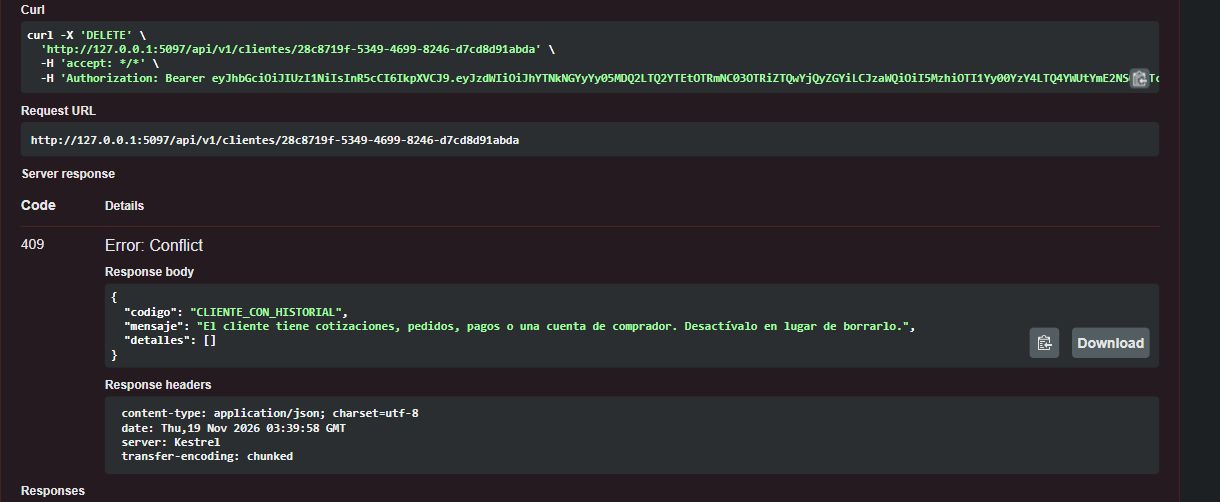 Curl
curl -X 'DELETE' \
'http://127.0.0.1:5097/api/v1/clientes/28c8719f-5349-4699-8246-d7cd8d91abda' \
-H 'accept: */*' \
-H 'Authorization: Bearer
Request URL
http://127.0.0.1:5097/api/v1/clientes/28c8719f-5349-4699-8246-d7cd8d91abda
Server response
Code Details
409 Error: Conflict
Response body
{
"codigo": "CLIENTE_CON_HISTORIAL",
"mensaje": "El cliente tiene cotizaciones, pedidos, pagos o una cuenta de comprador. Desactívalo en lugar de borrarlo.",
"detalles": []
}
Download
Response headers
content-type: application/json; charset=utf-8
date: Thu,19 Nov 2026 03:39:58 GMT
server: Kestrel
transfer-encoding: chunked
Responses